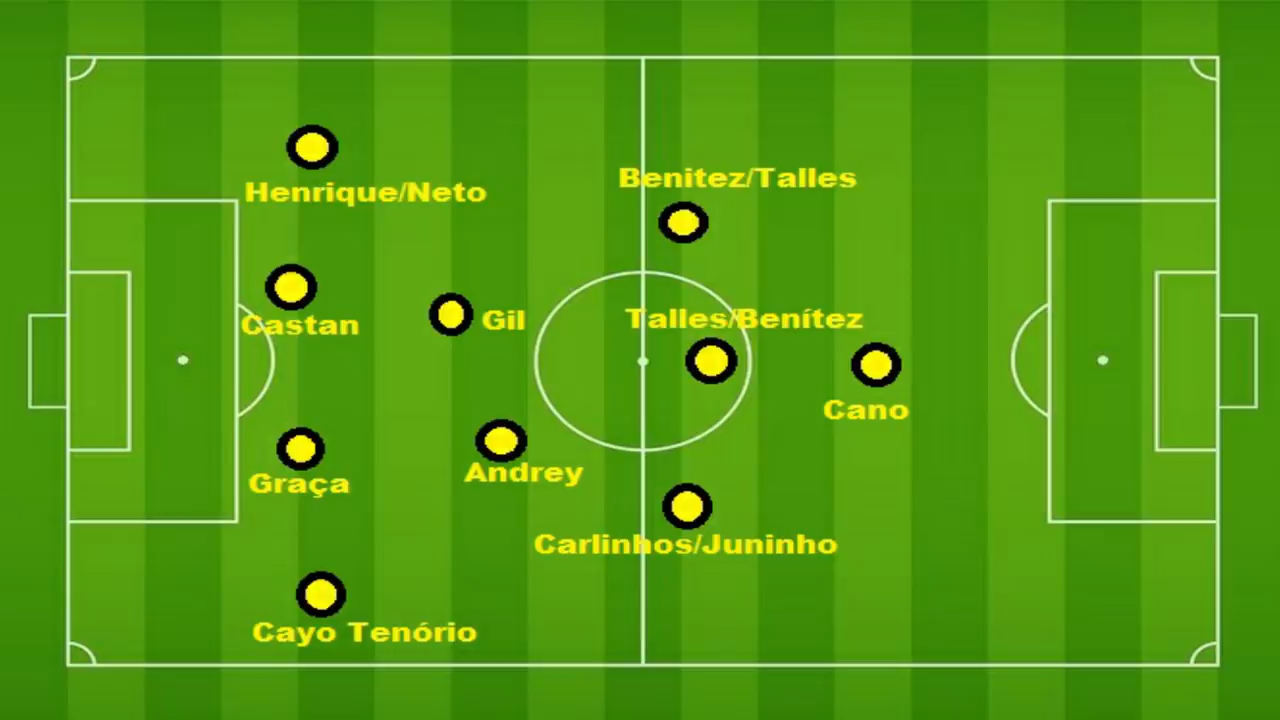 Benitez/Talles
Henrique/Neto
Castan
Gil
Talles/Benítez
Cano
Graça
Andrey
Carlinhos/Juninho
Cayo Tenório